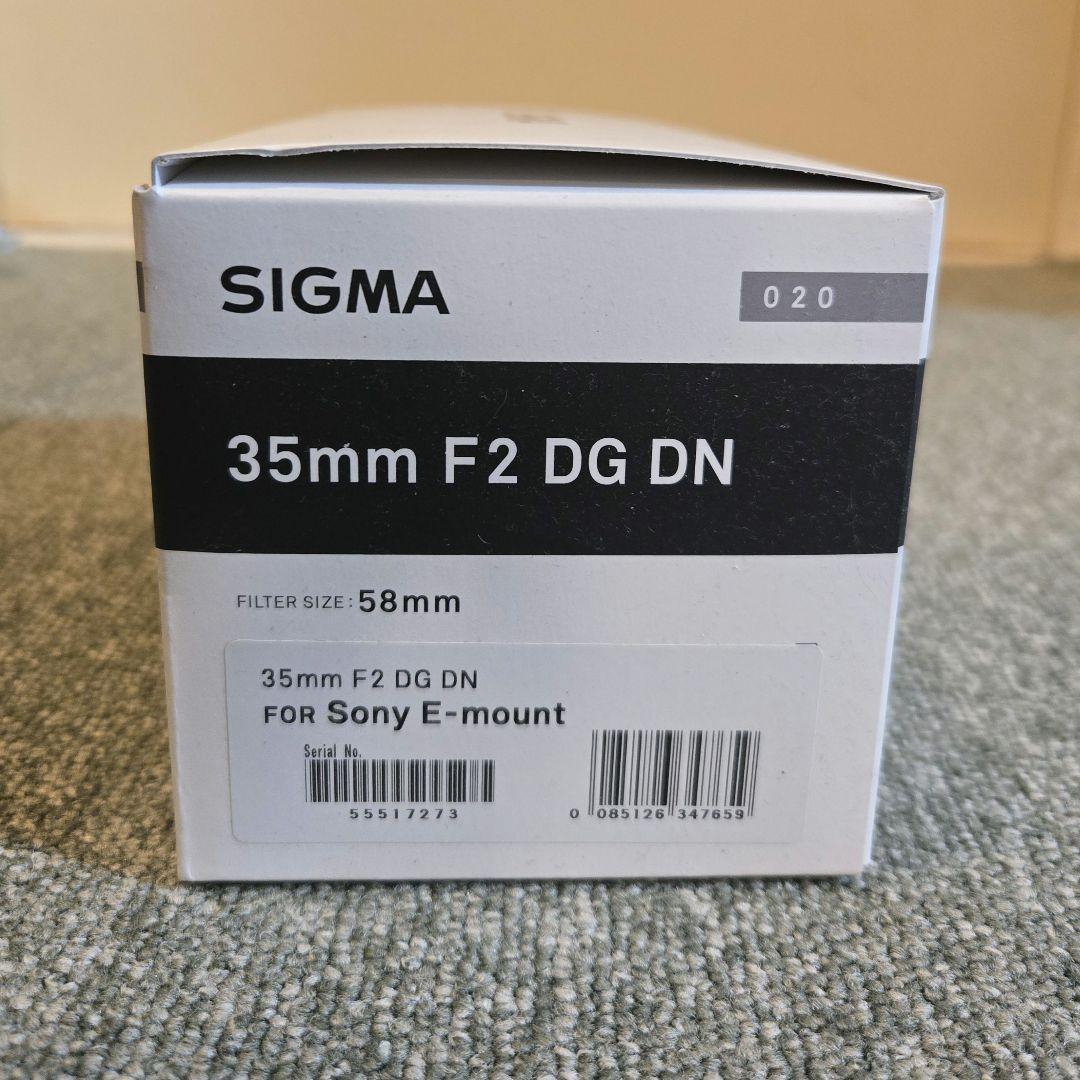 SIGMA
020
35mm F2 DG DN
FILTER SIZE: 58mm
35mm F2 DG DN
FOR Sony E-mount
Serial No.
55517273
0 085126 347659